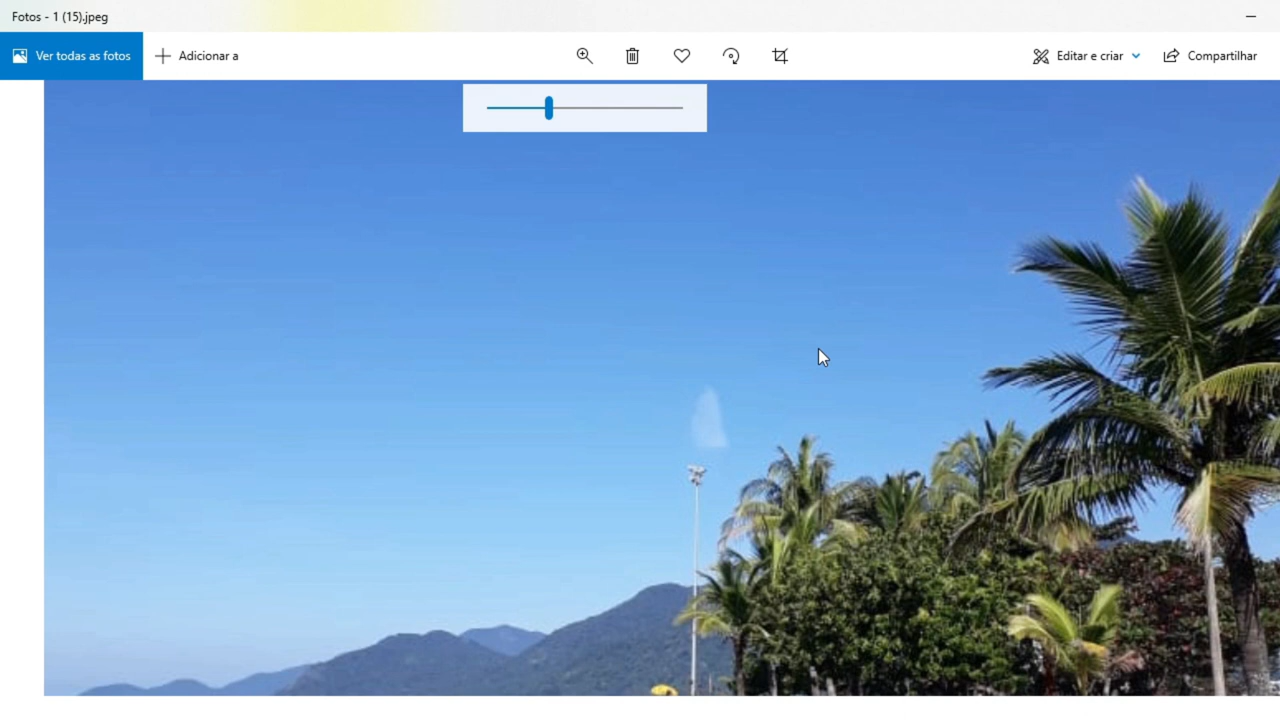 Fotos - 1 (15).jpeg
Ver todas as fotos
Adicionar a
Editar e criar
Compartilhar